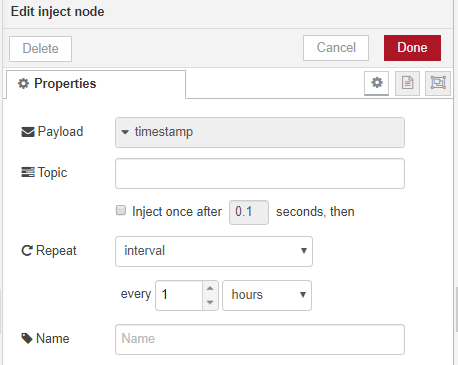 Edit inject node
Delete Cancel Done
Properties
Payload timestamp
Topic
Inject once after 0.1 seconds, then
Repeat interval
every 1 hours
Name Name